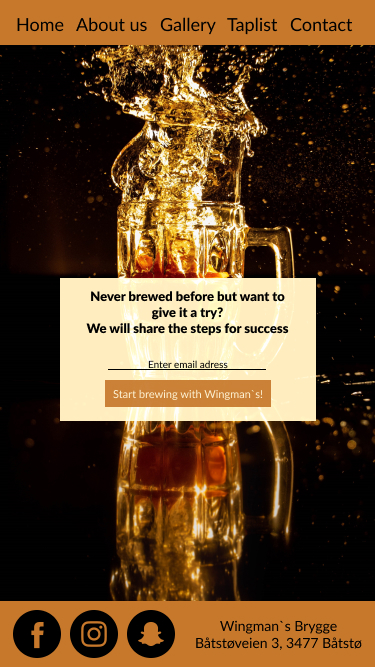 Home About us Gallery Taplist Contact
Never brewed before but want to
give it a try?
We will share the steps for success
Enter email adress
Start brewing with Wingman`s!
Wingman`s Brygge
Båtstøveien 3, 3477 Båtstø